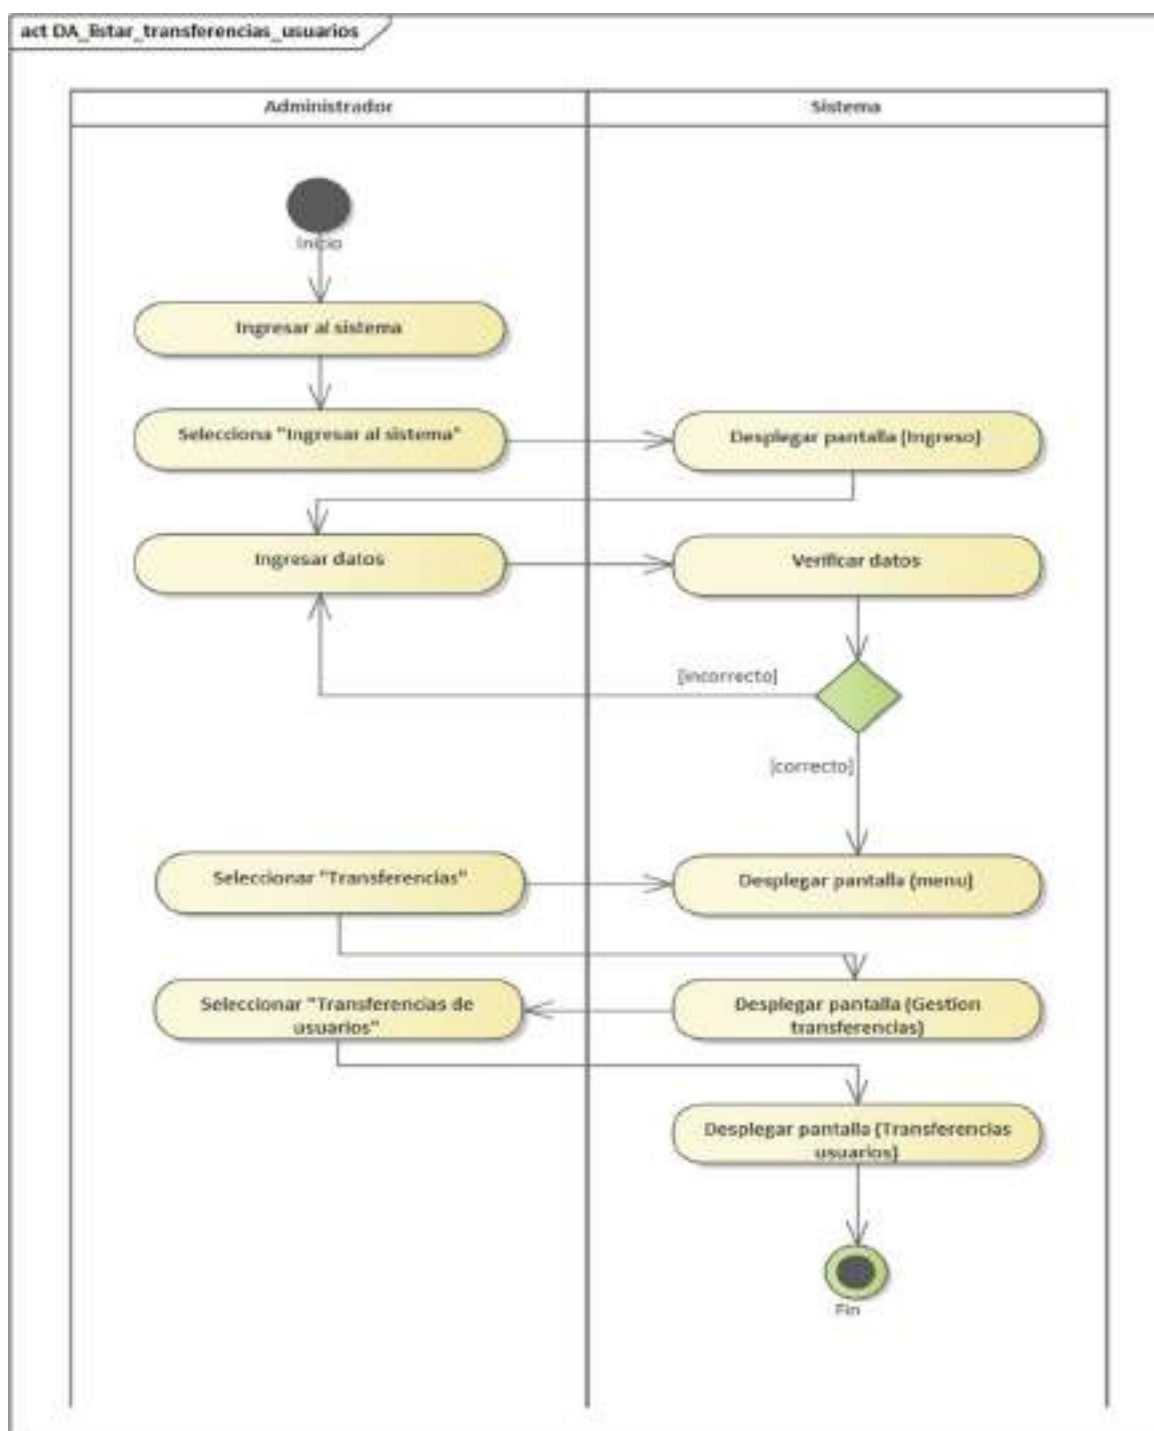 act DA_listar_transferencias_usuarios
Administrador
Sistema
Inicio
Ingresar al sistema
Selecciona "Ingresar al sistema"
Desplegar pantalla (Ingreso)
Ingresar datos
Verificar datos
[incorrecto]
[correcto]
Seleccionar "Transferencias"
Desplegar pantalla (menu)
Seleccionar "Transferencias de
usuarios"
Desplegar pantalla (Gestion
transferencias)
Desplegar pantalla (Transferencias
usuarios)
Fin